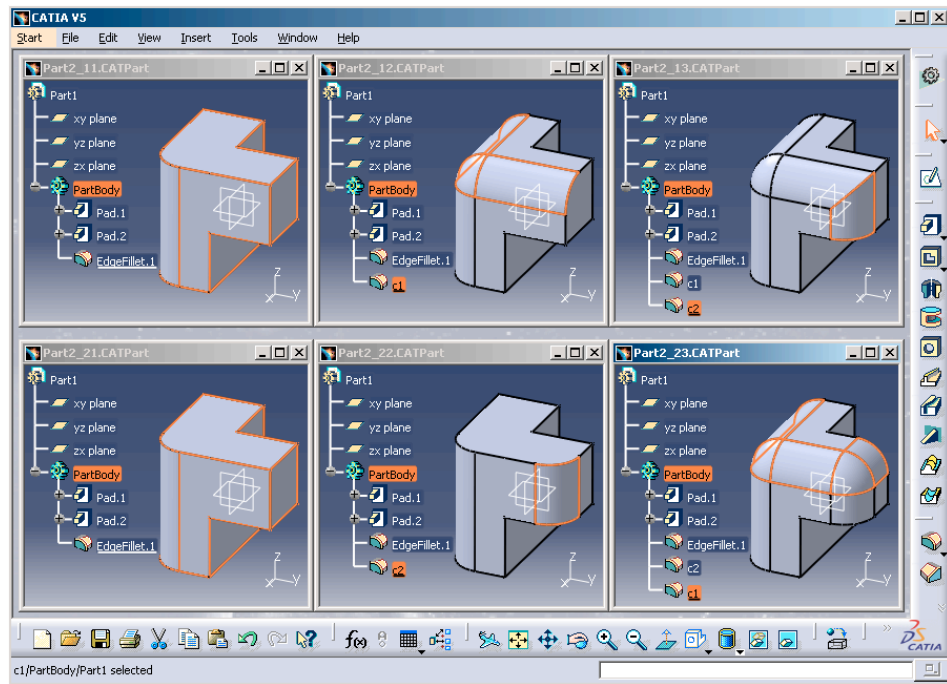 CATIA V5
Start File Edit View Insert Tools Window Help
Part2_11.CATPart
Part1
xy plane
yz plane
zx plane
PartBody
Pad.1
Pad.2
EdgeFillet.1
z
x y
Part2_12.CATPart
Part1
xy plane
yz plane
zx plane
PartBody
Pad.1
Pad.2
EdgeFillet.1
c1
z
x y
Part2_13.CATPart
Part1
xy plane
yz plane
zx plane
PartBody
Pad.1
Pad.2
EdgeFillet.1
c1
c2
z
x y
Part2_21.CATPart
Part1
xy plane
yz plane
zx plane
PartBody
Pad.1
Pad.2
EdgeFillet.1
z
x y
Part2_22.CATPart
Part1
xy plane
yz plane
zx plane
PartBody
Pad.1
Pad.2
EdgeFillet.1
c2
z
x y
Part2_23.CATPart
Part1
xy plane
yz plane
zx plane
PartBody
Pad.1
Pad.2
EdgeFillet.1
c2
c1
z
x y
f(x)
CATIA
c1/PartBody/Part1 selected